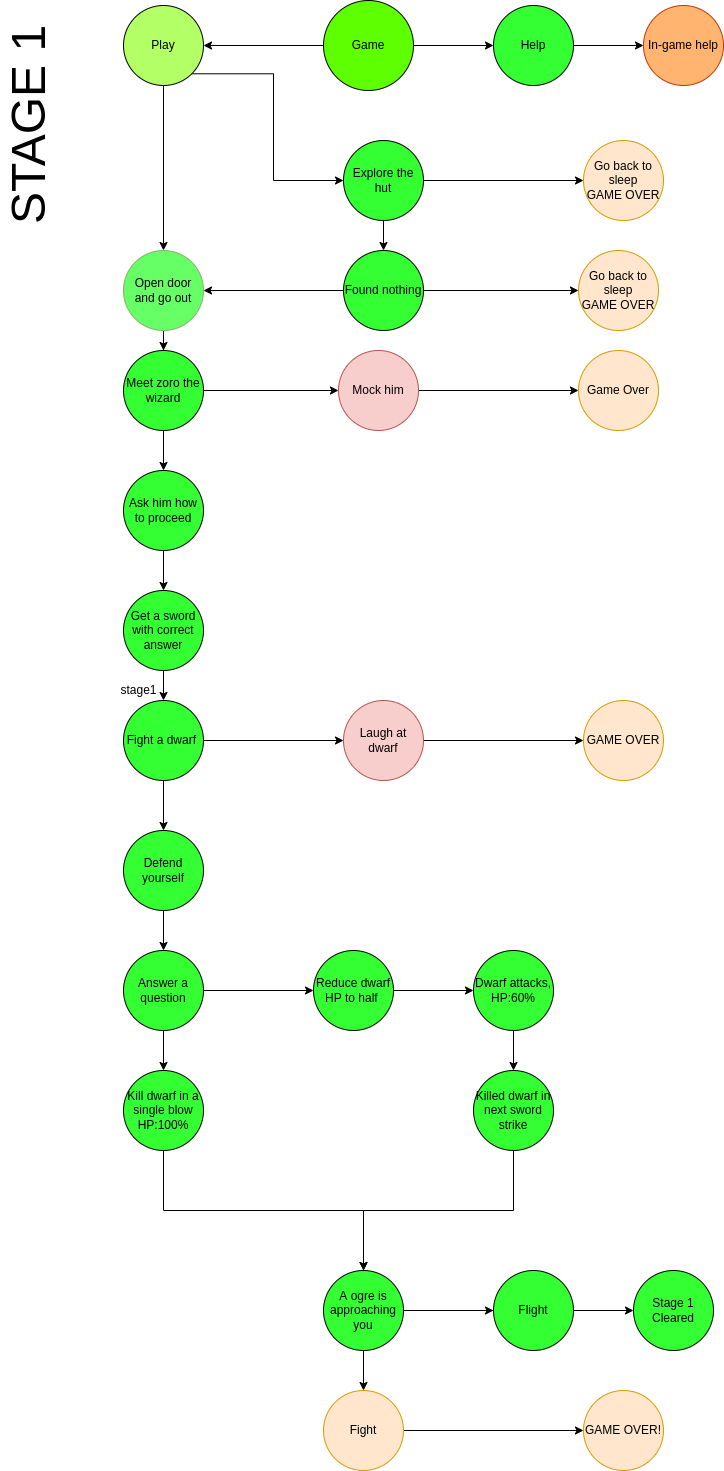 STAGE 1
Play
Game
Help
In-game help
Explore the
hut
Go back to
sleep
GAME OVER
Open door
and go out
Found nothing
Go back to
sleep
GAME OVER
Meet zoro the
wizard
Mock him
Game Over
Ask him how
to proceed
Get a sword
with correct
answer
stage1
Fight a dwarf
Laugh at
dwarf
GAME OVER
Defend
yourself
Answer a
question
Reduce dwarf
HP to half
Dwarf attacks,
HP:60%
Kill dwarf in a
single blow
HP:100%
Killed dwarf in
next sword
strike
A ogre is
approaching
you
Flight
Stage 1
Cleared
Fight
GAME OVER!